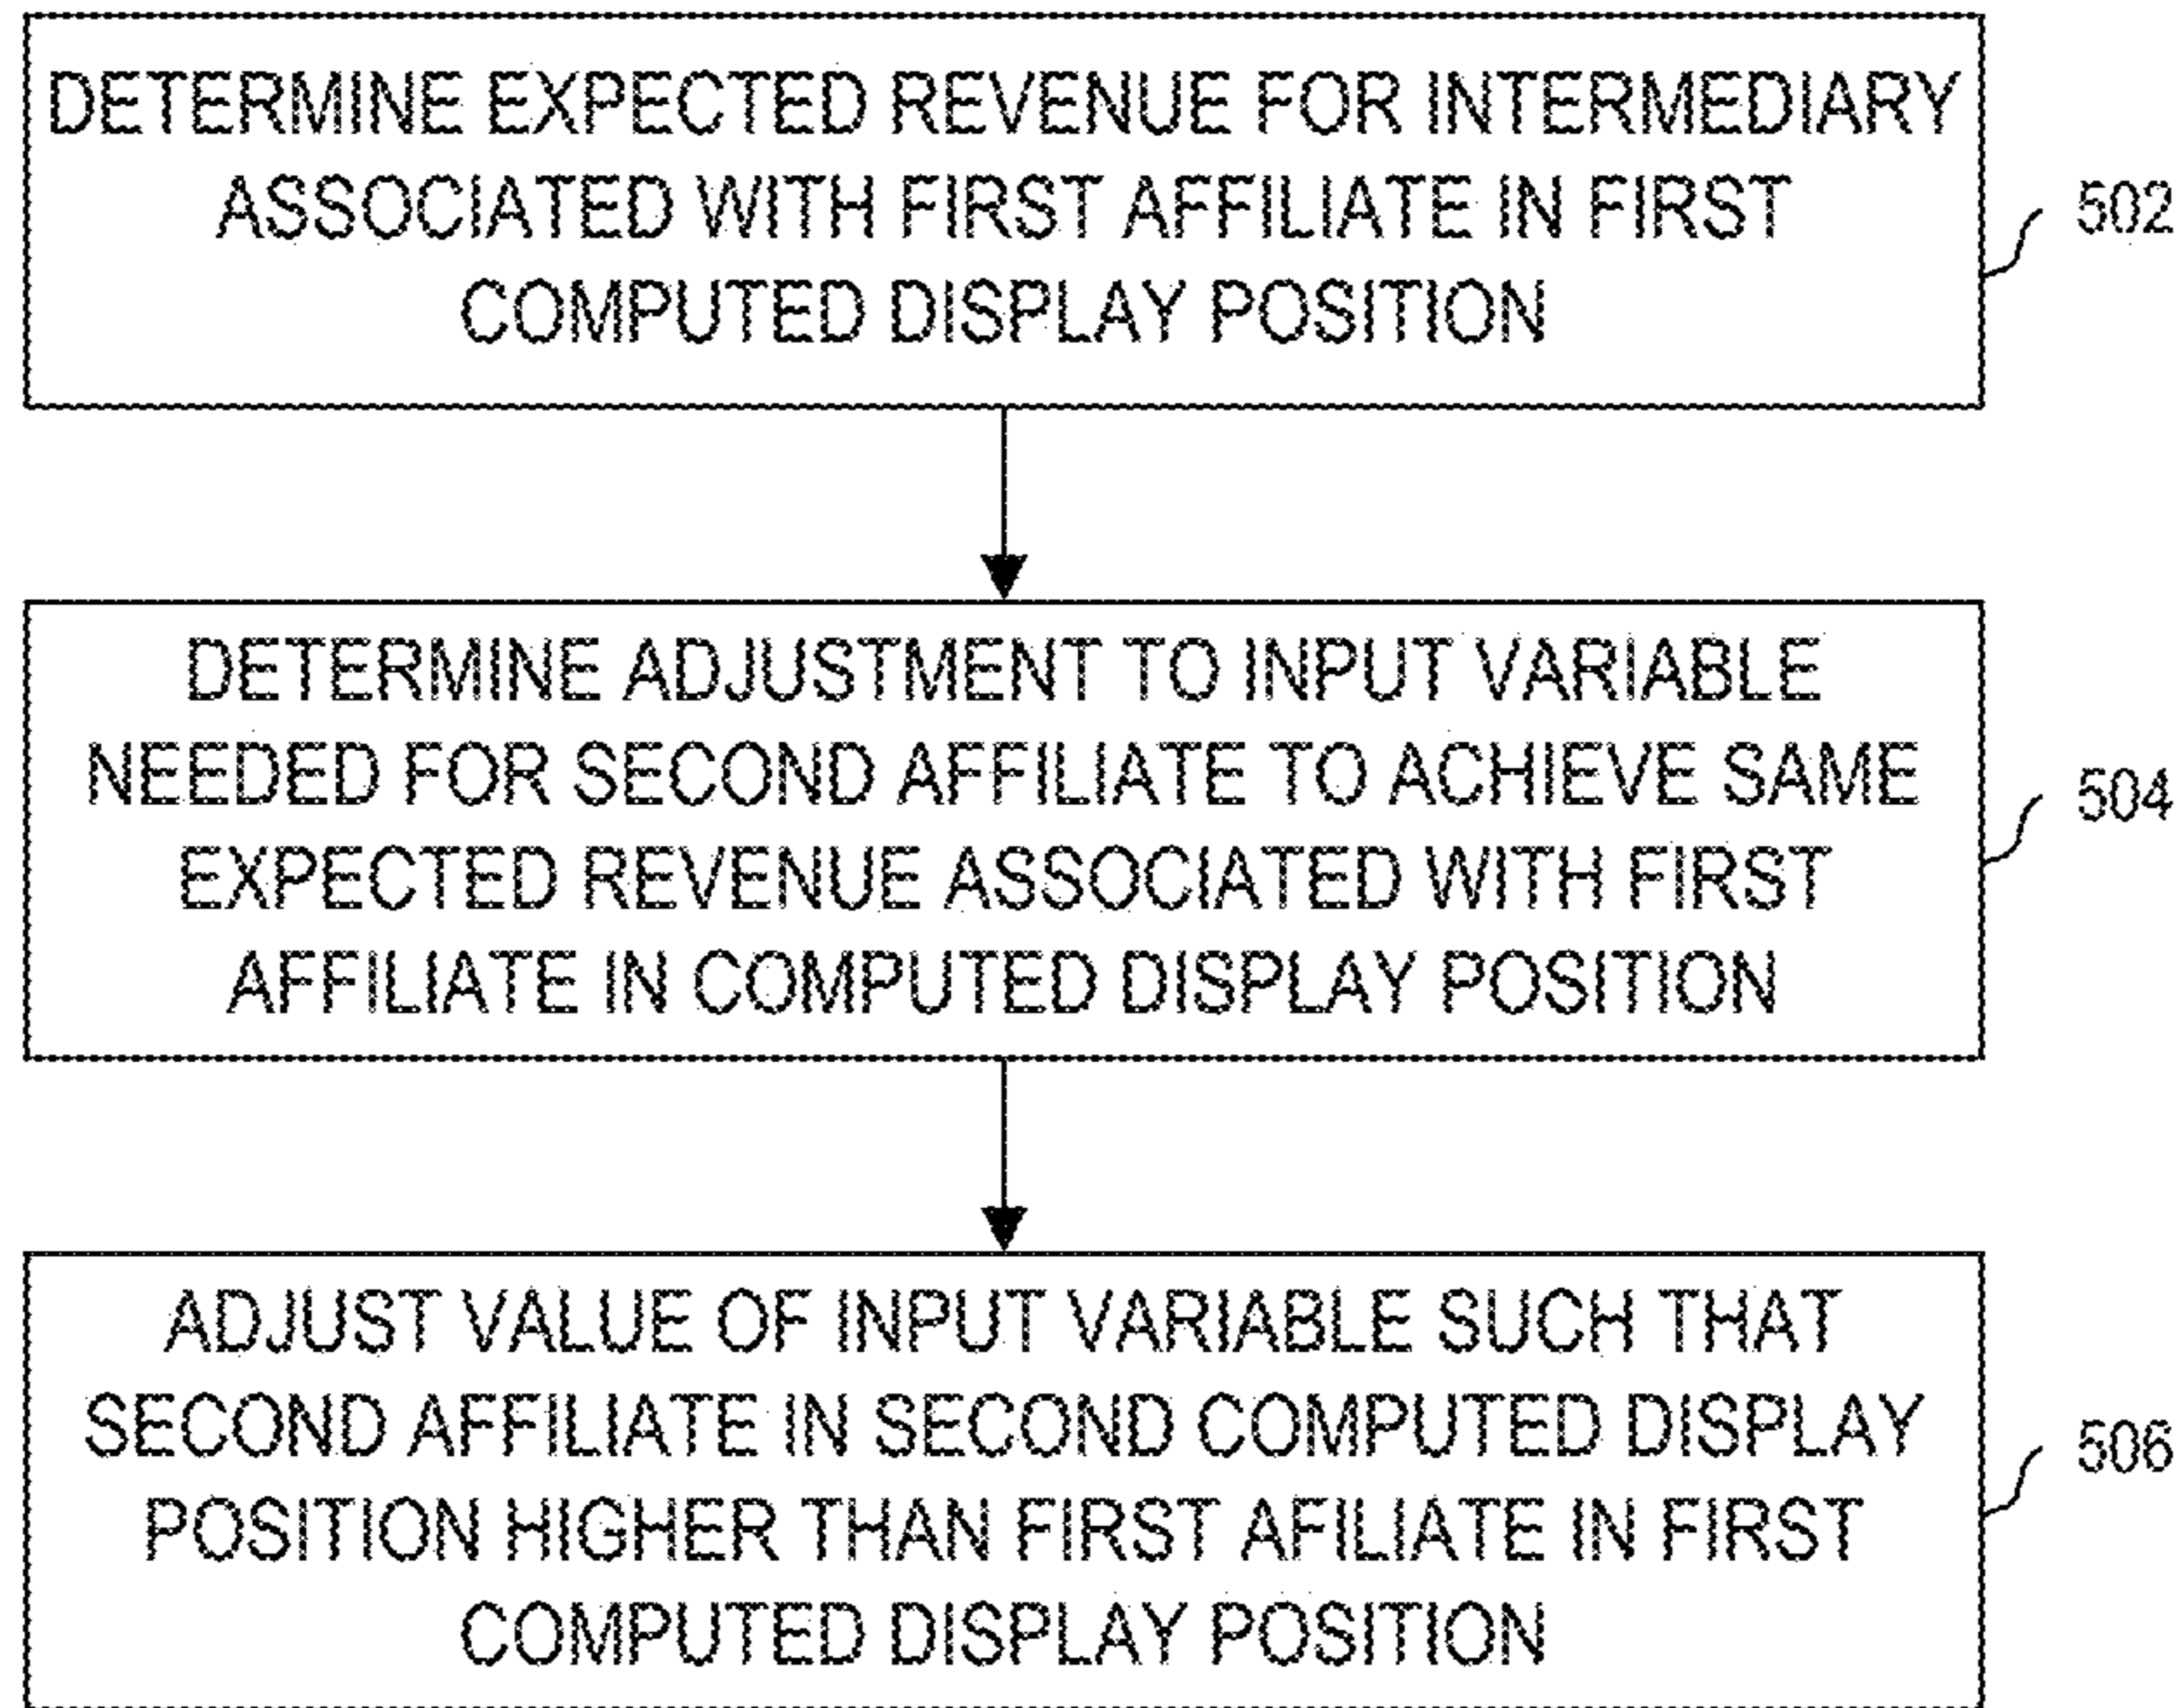 DETERMINE EXPECTED REVENUE FOR INTERMEDIARY
ASSOCIATED WITH FIRST AFFILIATE IN FIRST
COMPUTED DISPLAY POSITION
502
DETERMINE ADJUSTMENT TO INPUT VARIABLE
NEEDED FOR SECOND AFFILIATE TO ACHIEVE SAME
EXPECTED REVENUE ASSOCIATED WITH FIRST
AFFILIATE IN COMPUTED DISPLAY POSITION
504
ADJUST VALUE OF INPUT VARIABLE SUCH THAT
SECOND AFFILIATE IN SECOND COMPUTED DISPLAY
POSITION HIGHER THAN FIRST AFILIATE IN FIRST
COMPUTED DISPLAY POSITION
506